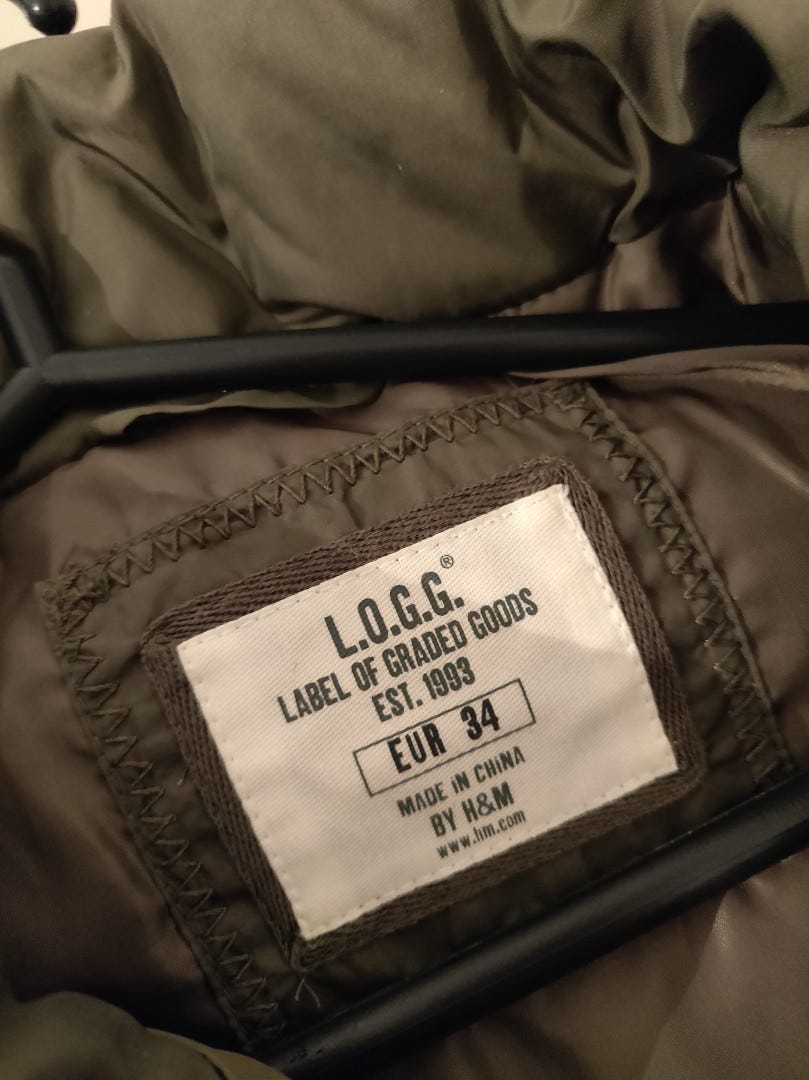 L.O.G.G.®
LABEL OF GRADED GOODS
EST. 1993
EUR 34
MADE IN CHINA
BY H&M
www.hm.com